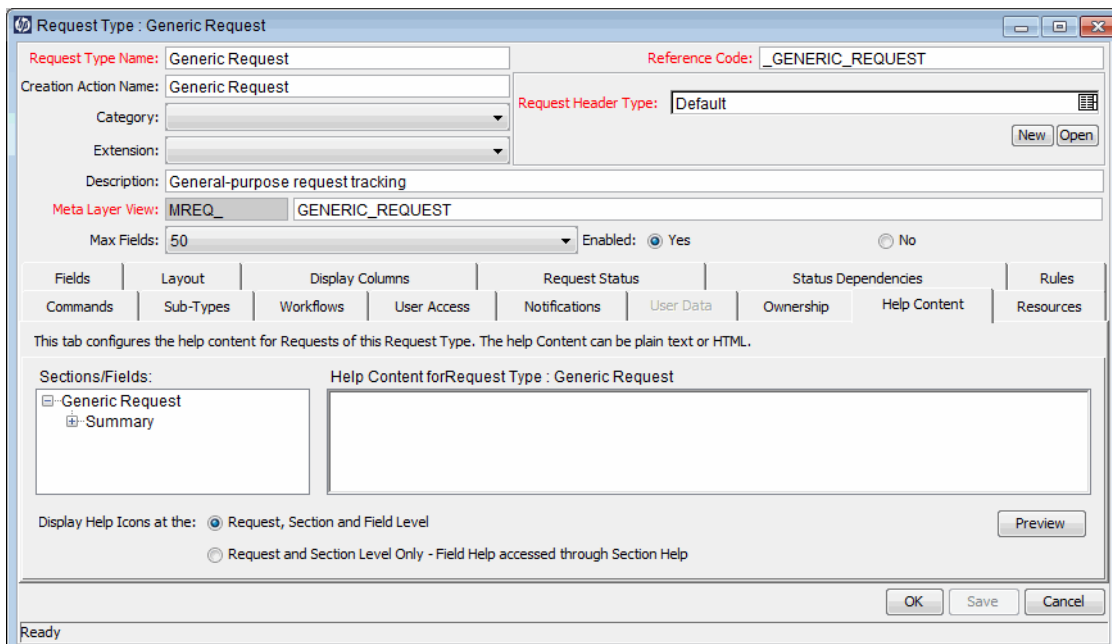 hp Request Type : Generic Request
Request Type Name: Generic Request Reference Code: _GENERIC_REQUEST
Creation Action Name: Generic Request
Request Header Type: Default
Category:
New Open
Extension:
Description: General-purpose request tracking
Meta Layer View: MREQ_ GENERIC_REQUEST
Max Fields: 50 Enabled: Yes No
Fields Layout Display Columns Request Status Status Dependencies Rules
Commands Sub-Types Workflows User Access Notifications User Data Ownership Help Content Resources
This tab configures the help content for Requests of this Request Type. The help Content can be plain text or HTML.
Sections/Fields: Help Content forRequest Type : Generic Request
Generic Request
Summary
Display Help Icons at the: Request, Section and Field Level Preview
Request and Section Level Only - Field Help accessed through Section Help
OK Save Cancel
Ready